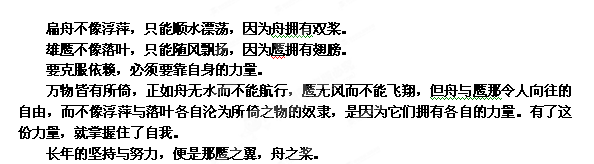 扁舟不像浮萍，只能顺水漂荡，因为舟拥有双桨。
雄鹰不像落叶，只能随风飘扬，因为鹰拥有翅膀。
要克服依赖，必须要靠自身的力量。
万物皆有所倚，正如舟无水而不能航行，鹰无风而不能飞翔，但舟与鹰那令人向往的
自由，而不像浮萍与落叶各自沦为所倚之物的奴隶，是因为它们拥有各自的力量。有了这
份力量，就掌握住了自我。
长年的坚持与努力，便是那鹰之翼，舟之桨。